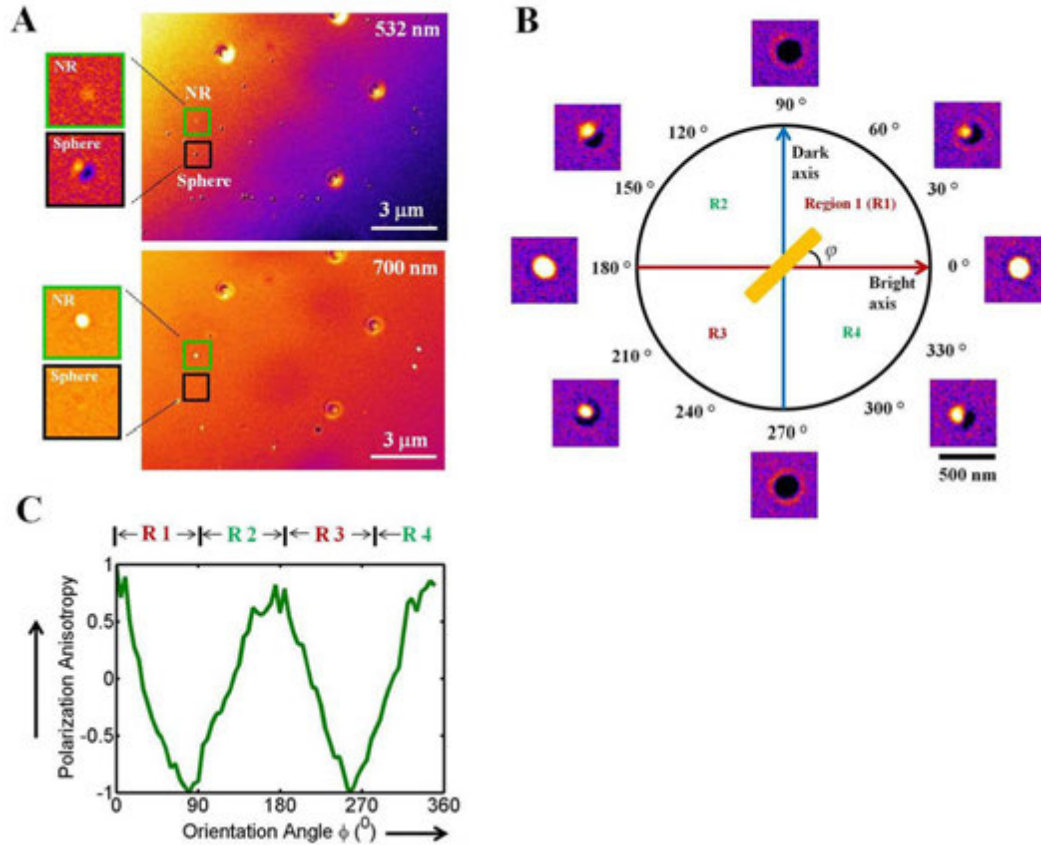 A
532 nm
NR
NR
Sphere
Sphere
3 µm
700 nm
NR
Sphere
3 µm
B
90 °
120 °
60 °
Dark
axis
150 °
30 °
R2
Region 1 (R1)
φ
180 °
0 °
Bright
axis
R3
R4
210 °
330 °
240 °
300 °
270 °
500 nm
C
R 1
R 2
R 3
R 4
Polarization Anisotropy
1
0.5
0
-0.5
-1
0
90
180
270
360
Orientation Angle ϕ (⁰)